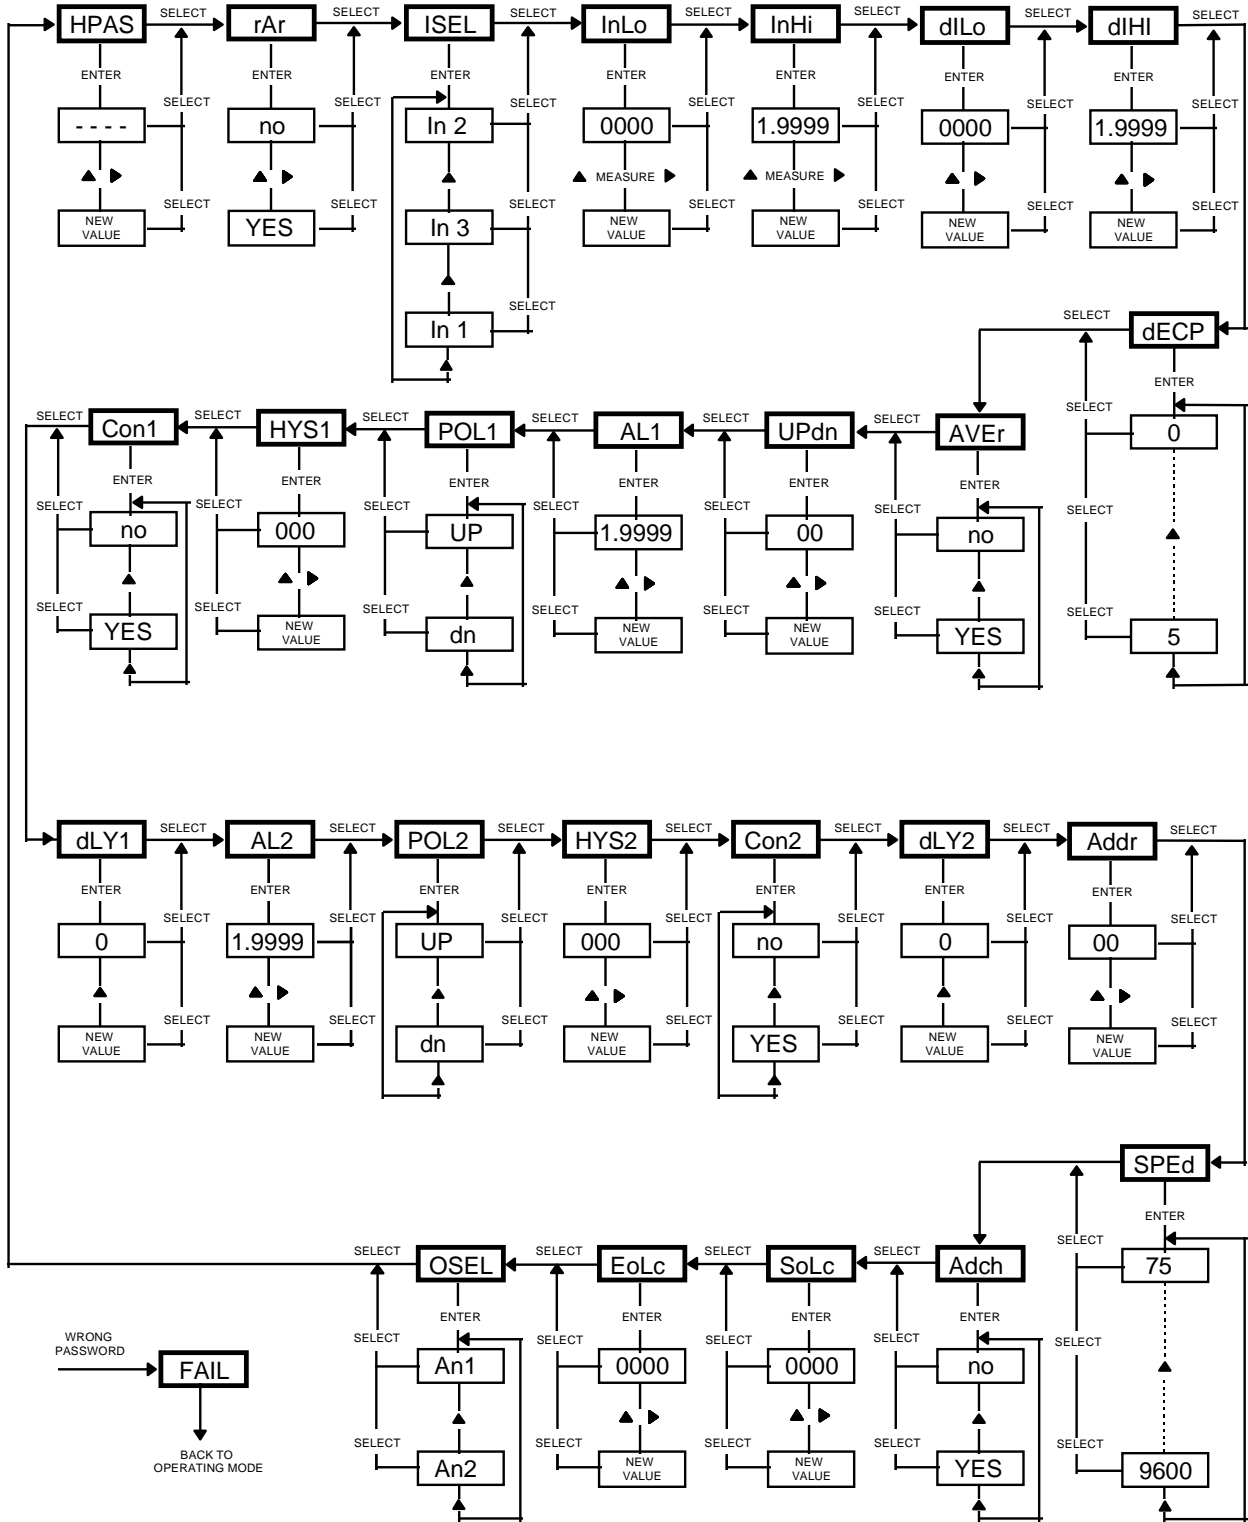 HPAS SELECT rAr SELECT ISEL SELECT InLo SELECT InHi SELECT dILo SELECT dIHI SELECT
ENTER ENTER ENTER ENTER ENTER ENTER ENTER
SELECT SELECT SELECT SELECT SELECT SELECT SELECT
- - - - no In 2 0000 1.9999 0000 1.9999
MEASURE MEASURE
SELECT SELECT SELECT SELECT SELECT SELECT
NEW VALUE YES In 3 NEW VALUE NEW VALUE NEW VALUE NEW VALUE
SELECT
In 1
SELECT dECP
ENTER
SELECT
0
SELECT
5
SELECT Con1 SELECT HYS1 SELECT POL1 SELECT AL1 SELECT UPdn SELECT AVEr
ENTER ENTER ENTER ENTER ENTER ENTER
SELECT SELECT SELECT SELECT SELECT SELECT
no 000 UP 1.9999 00 no
SELECT SELECT SELECT SELECT SELECT SELECT
YES NEW VALUE dn NEW VALUE NEW VALUE YES
dLY1 SELECT AL2 SELECT POL2 SELECT HYS2 SELECT Con2 SELECT dLY2 SELECT Addr SELECT
ENTER ENTER ENTER ENTER ENTER ENTER ENTER
SELECT SELECT SELECT SELECT SELECT SELECT SELECT
0 1.9999 UP 000 no 0 00
SELECT SELECT SELECT SELECT SELECT SELECT SELECT
NEW VALUE NEW VALUE dn NEW VALUE YES NEW VALUE NEW VALUE
SPEd
ENTER
SELECT
75
SELECT
9600
SELECT OSEL SELECT EoLc SELECT SoLc SELECT Adch
ENTER ENTER ENTER ENTER
SELECT SELECT SELECT SELECT
An1 0000 0000 no
SELECT SELECT SELECT SELECT
An2 NEW VALUE NEW VALUE YES
WRONG
PASSWORD
FAIL
BACK TO
OPERATING MODE